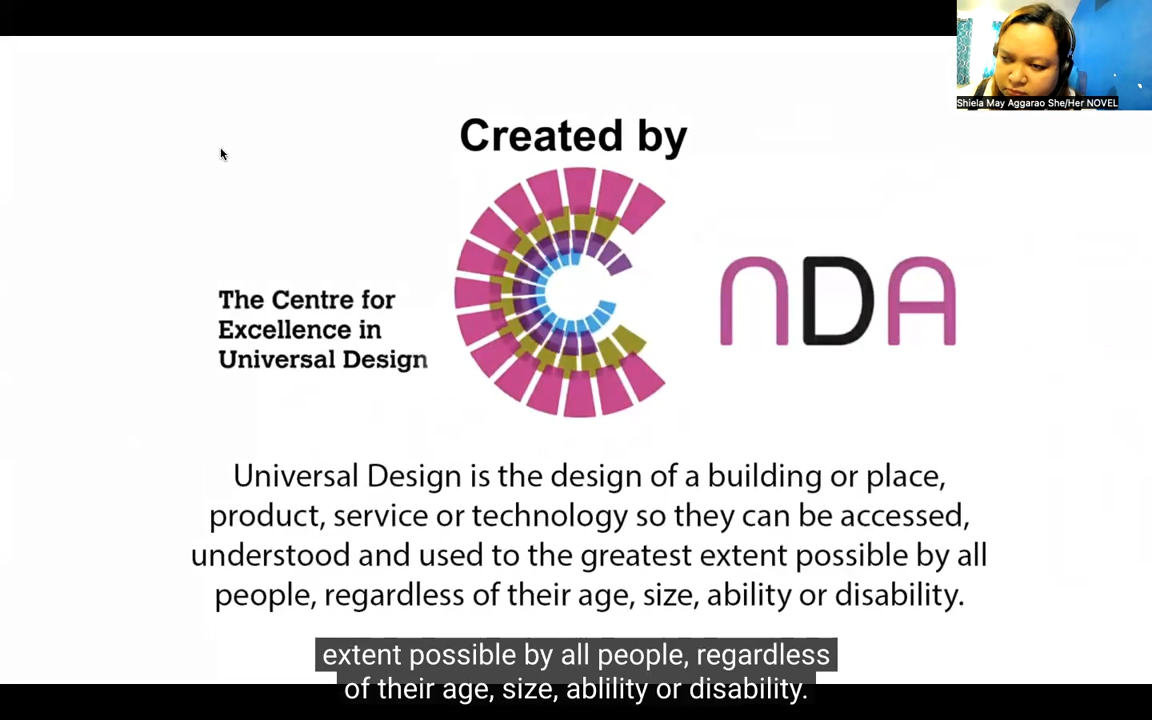 Shiela May Aggarao She/Her NOVEL
Created by
The Centre for
Excellence in
Universal Design
NDA
Universal Design is the design of a building or place,
product, service or technology so they can be accessed,
understood and used to the greatest extent possible by all
people, regardless of their age, size, ability or disability.
extent possible by all people, regardless
of their age, size, ablility or disability.